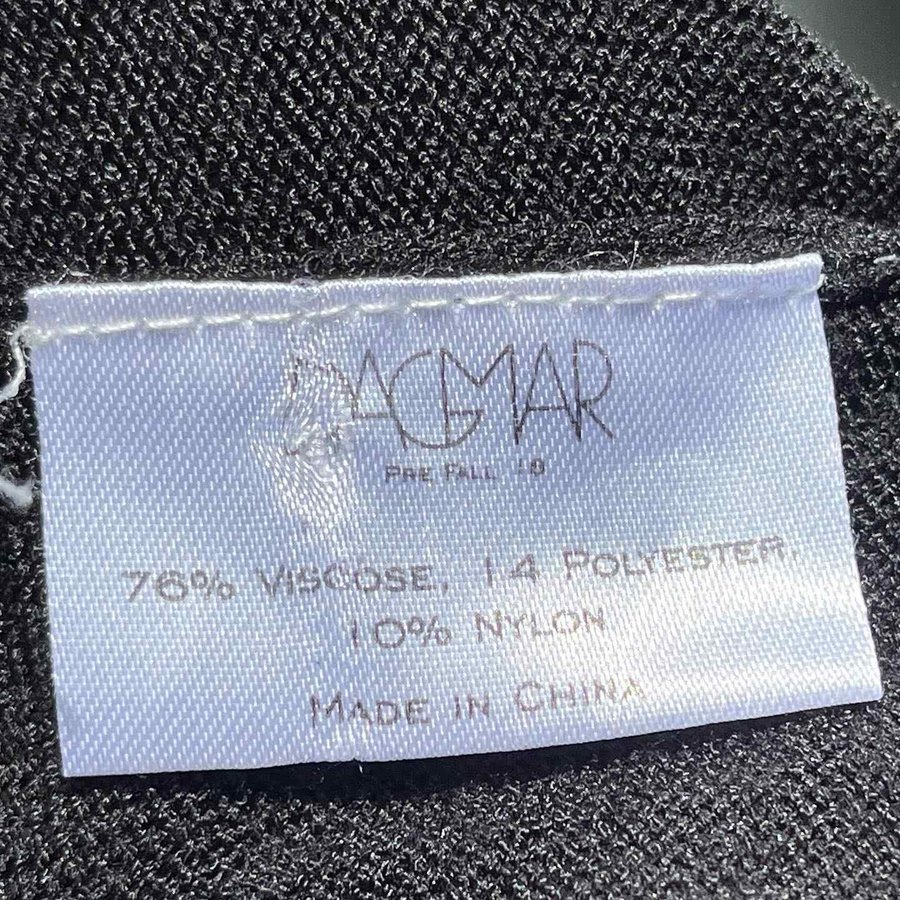 DAGMAR
PRE FALL 18
76% VISCOSE, 14 POLYESTER,
10% NYLON
MADE IN CHINA